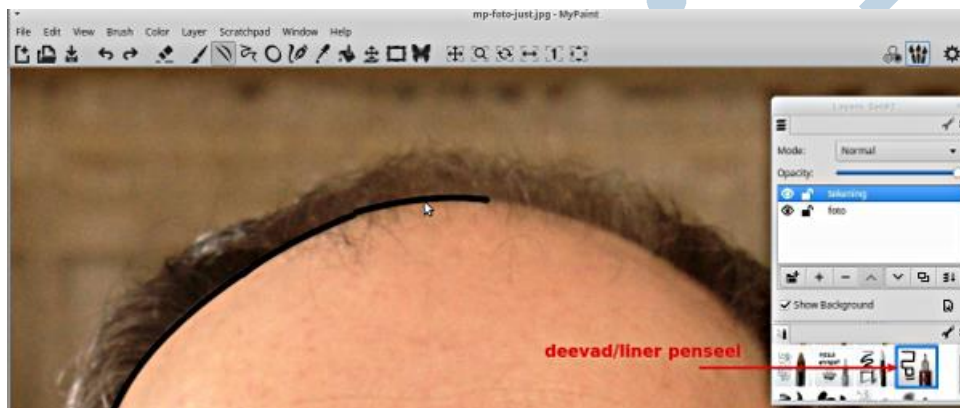 mp-foto-just.jpg - MyPaint
File Edit View Brush Color Layer Scratchpad Window Help
Mode: Normal
Opacity:
tekening
foto
Show Background
deevad/liner penseel